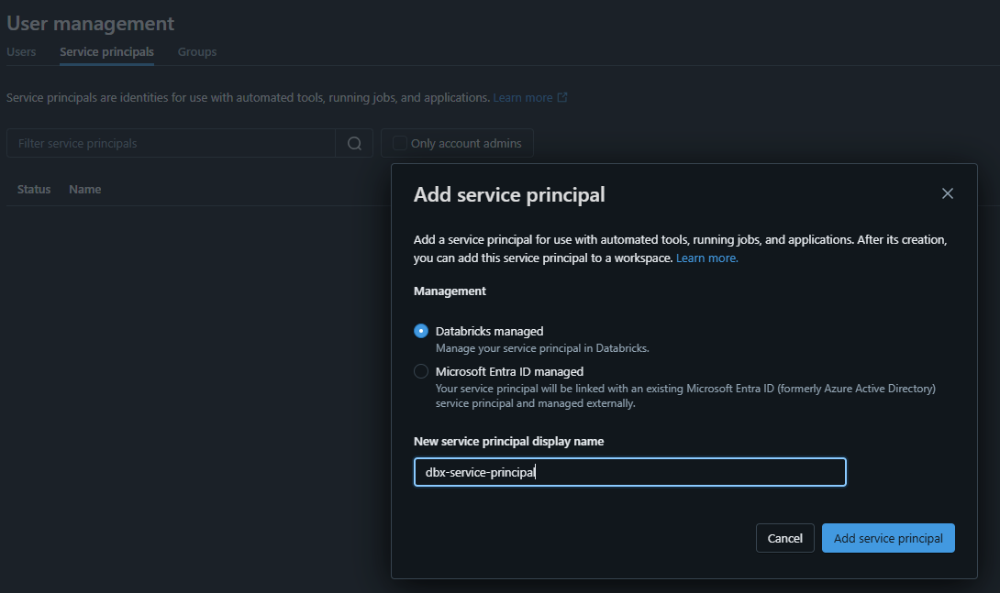 User management
Users Service principals Groups
Service principals are identities for use with automated tools, running jobs, and applications. Learn more
Filter service principals
Only account admins
Status Name
Add service principal
Add a service principal for use with automated tools, running jobs, and applications. After its creation,
you can add this service principal to a workspace. Learn more.
Management
Databricks managed
Manage your service principal in Databricks.
Microsoft Entra ID managed
Your service principal will be linked with an existing Microsoft Entra ID (formerly Azure Active Directory)
service principal and managed externally.
New service principal display name
dbx-service-principal
Cancel Add service principal